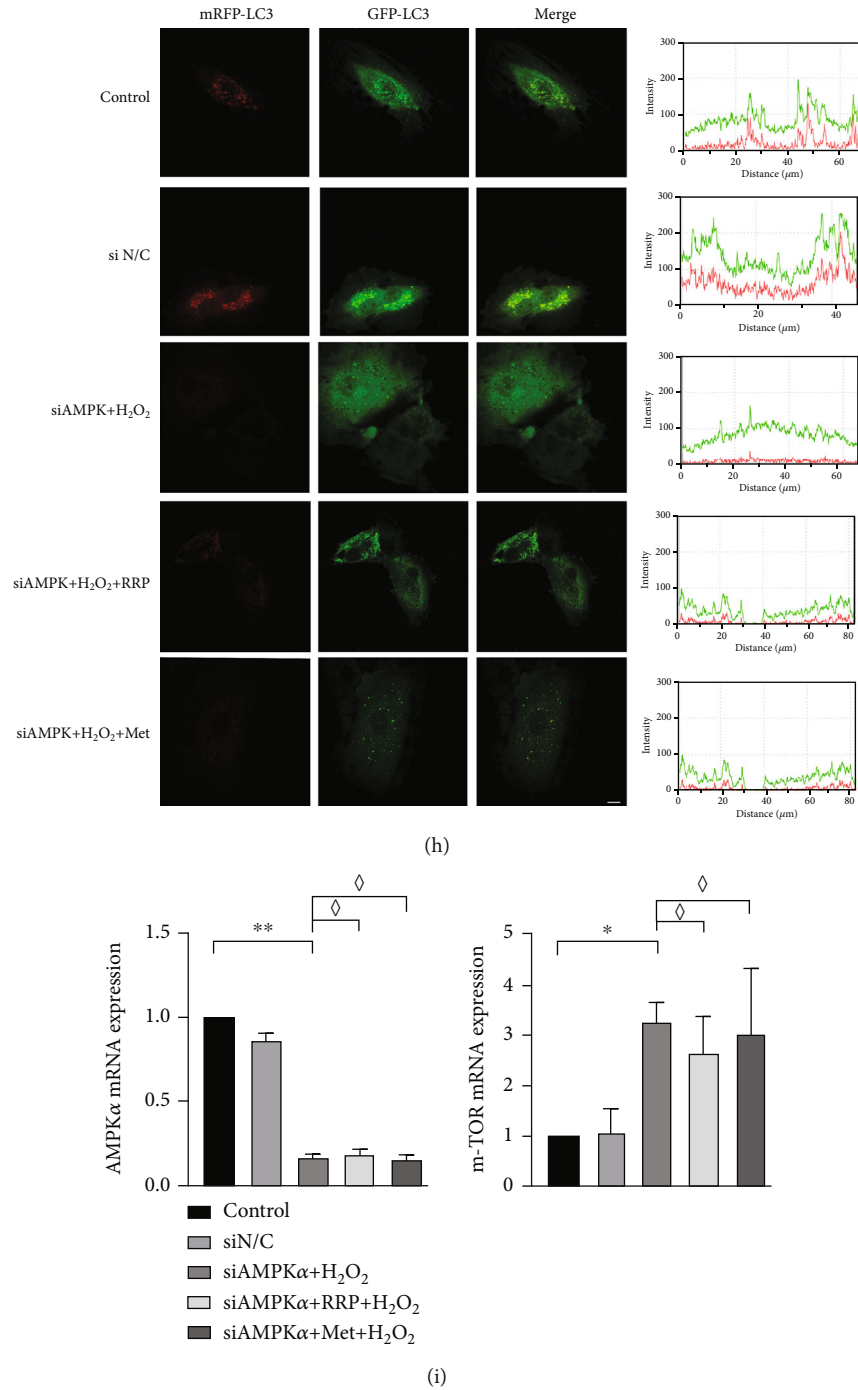 mRFP-LC3 GFP-LC3 Merge
Control
300
200
100
0
Intensity
0 20 40 60
Distance (µm)
si N/C
300
200
100
0
Intensity
0 20 40
Distance (µm)
siAMPK+H₂O₂
300
200
100
0
Intensity
0 20 40 60
Distance (µm)
siAMPK+H₂O₂+RRP
300
200
100
0
Intensity
0 20 40 60 80
Distance (µm)
siAMPK+H₂O₂+Met
300
200
100
0
Intensity
0 20 40 60 80
Distance (µm)
(h)
AMPKα mRNA expression
1.5
1.0
0.5
0.0
** ◊ ◊
m-TOR mRNA expression
5
4
3
2
1
0
* ◊ ◊
Control
siN/C
siAMPKα+H₂O₂
siAMPKα+RRP+H₂O₂
siAMPKα+Met+H₂O₂
(i)